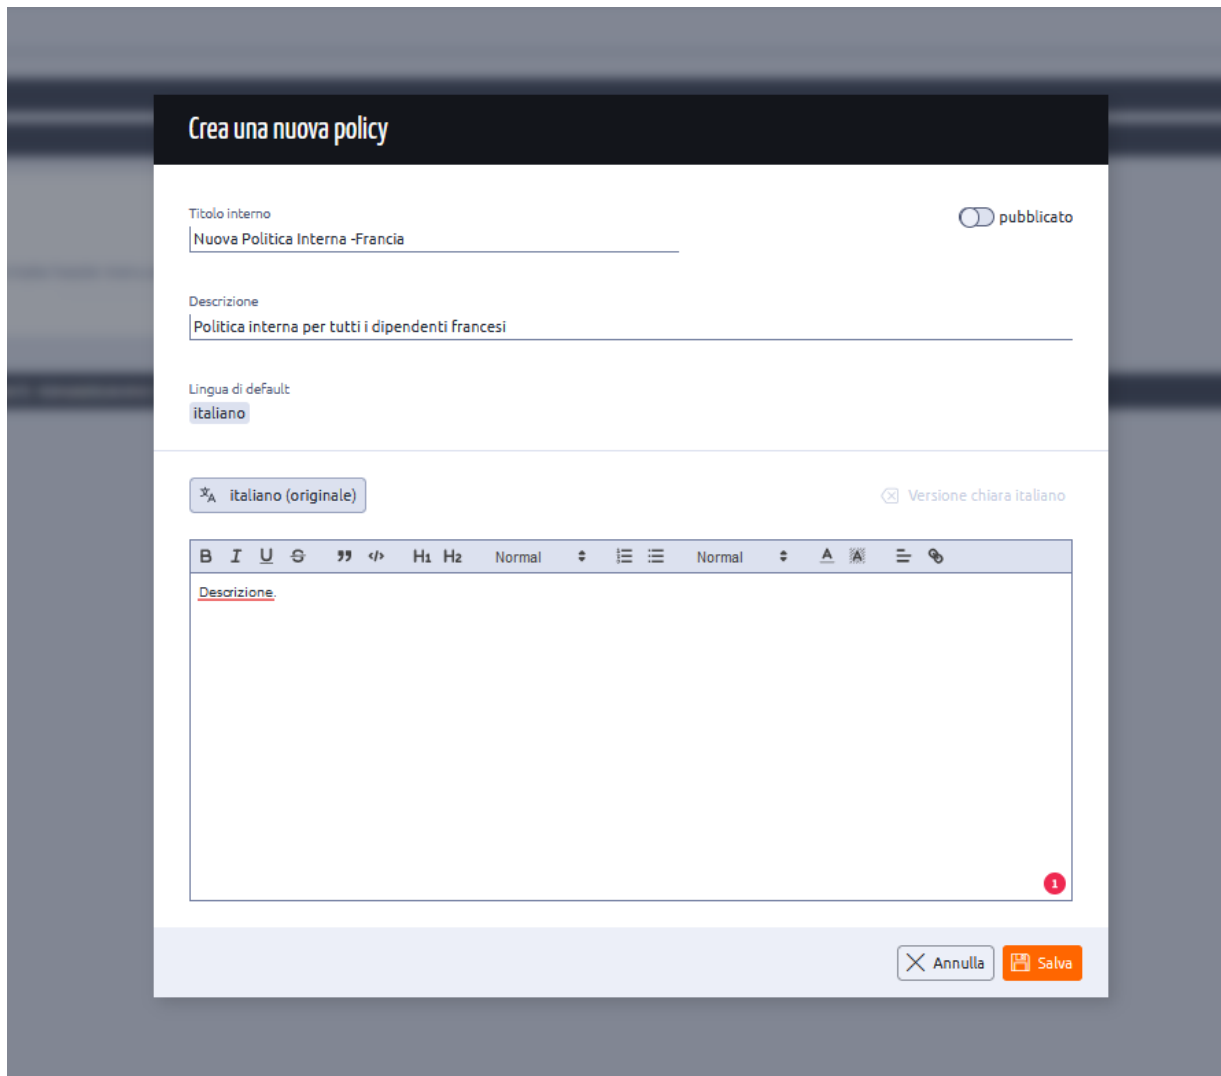 Crea una nuova policy
Titolo interno
pubblicato
Nuova Politica Interna -Francia
Descrizione
Politica interna per tutti i dipendenti francesi
Lingua di default
italiano
italiano (originale)
Versione chiara italiano
B I U S </> H1 H2 Normal Normal A A
Descrizione.
1
Annulla
Salva